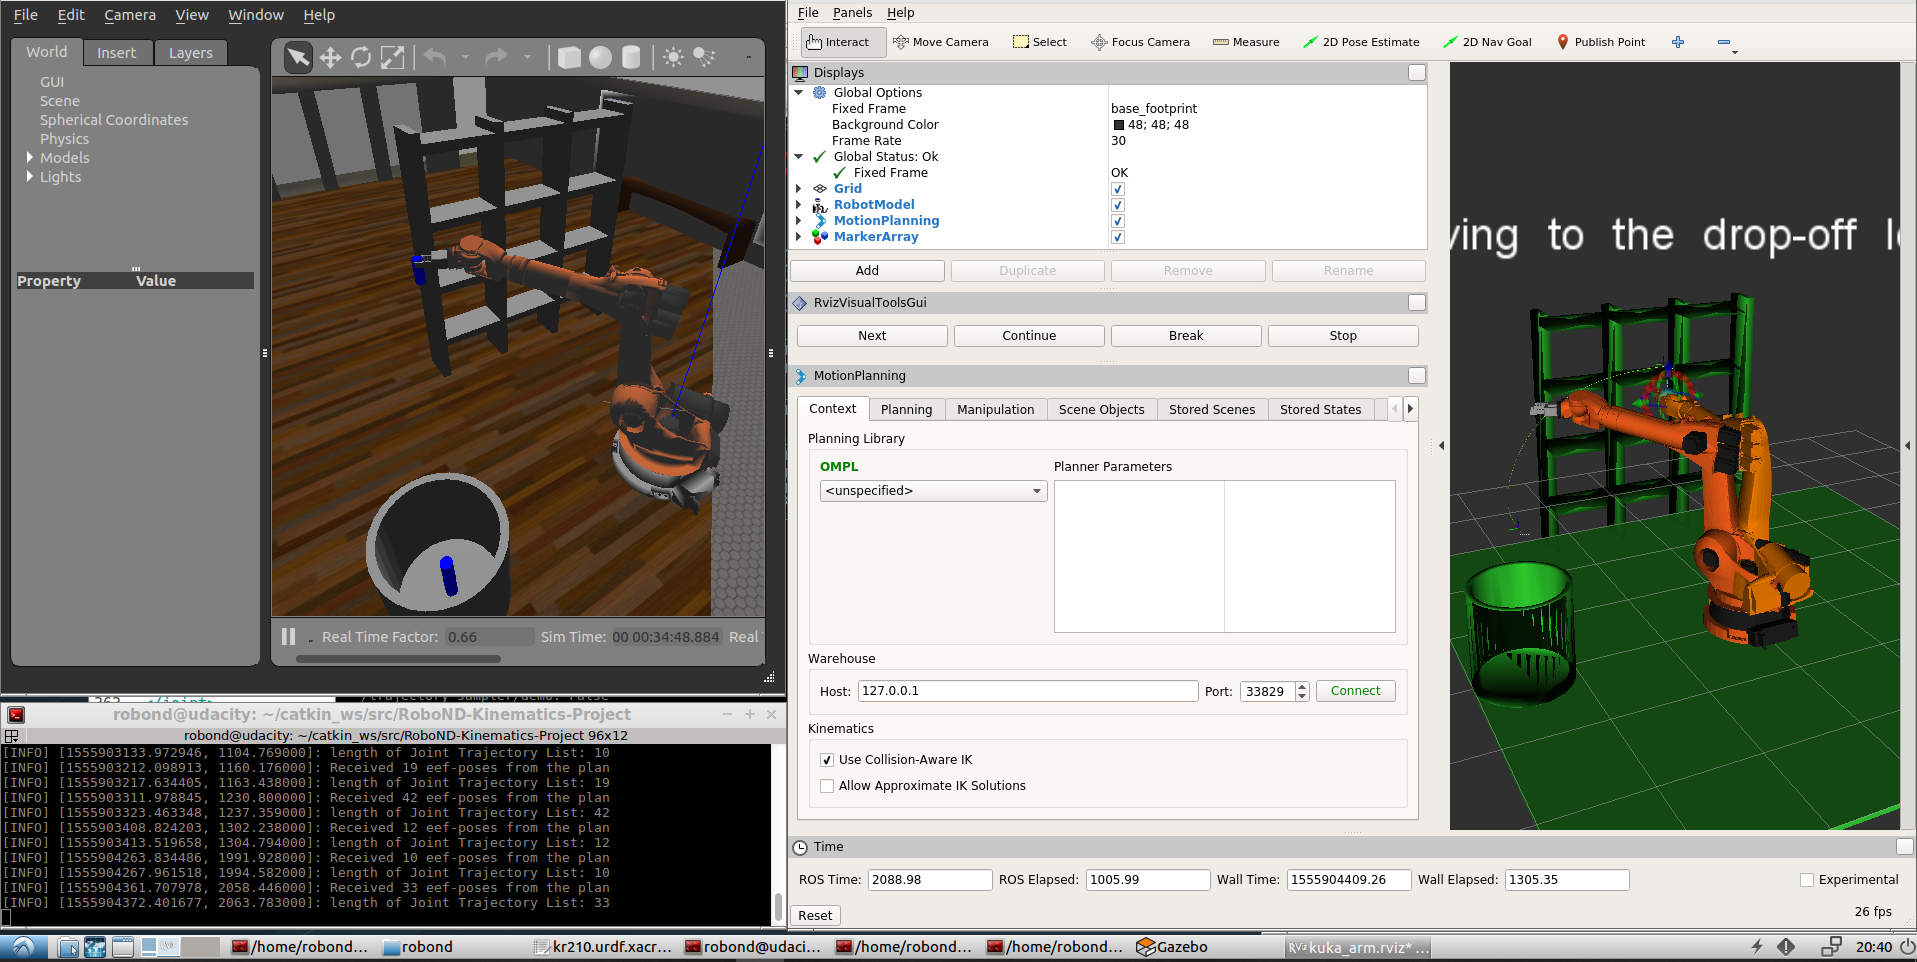 File Edit Camera View Window Help
World Insert Layers
GUI
Scene
Spherical Coordinates
Physics
Models
Lights
Property Value
Real Time Factor: 0.66 Sim Time: 00 00:34:48.884 Real
robond@udacity: ~/catkin_ws/src/RoboND-Kinematics-Project
robond@udacity: ~/catkin_ws/src/RoboND-Kinematics-Project 96x12
[INFO] [1555903133.972946, 1104.769000]: length of Joint Trajectory List: 10
[INFO] [1555903212.098913, 1160.176000]: Received 19 eef-poses from the plan
[INFO] [1555903217.634405, 1163.438000]: length of Joint Trajectory List: 19
[INFO] [1555903311.978845, 1230.800000]: Received 42 eef-poses from the plan
[INFO] [1555903323.463348, 1237.359000]: length of Joint Trajectory List: 42
[INFO] [1555903408.824203, 1302.238000]: Received 12 eef-poses from the plan
[INFO] [1555903413.519658, 1304.794000]: length of Joint Trajectory List: 12
[INFO] [1555904263.834486, 1991.928000]: Received 10 eef-poses from the plan
[INFO] [1555904267.961518, 1994.582000]: length of Joint Trajectory List: 10
[INFO] [1555904361.707978, 2058.446000]: Received 33 eef-poses from the plan
[INFO] [1555904372.401677, 2063.783000]: length of Joint Trajectory List: 33
File Panels Help
Interact Move Camera Select Focus Camera Measure 2D Pose Estimate 2D Nav Goal Publish Point
Displays
Global Options
Fixed Frame base_footprint
Background Color 48; 48; 48
Frame Rate 30
Global Status: Ok
Fixed Frame OK
Grid
RobotModel
MotionPlanning
MarkerArray
Add Duplicate Remove Rename
RvizVisualToolsGui
Next Continue Break Stop
MotionPlanning
Context Planning Manipulation Scene Objects Stored Scenes Stored States
Planning Library
OMPL Planner Parameters
<unspecified>
Warehouse
Host: 127.0.0.1 Port: 33829 Connect
Kinematics
Use Collision-Aware IK
Allow Approximate IK Solutions
ving to the drop-off l
Time
ROS Time: 2088.98 ROS Elapsed: 1005.99 Wall Time: 1555904409.26 Wall Elapsed: 1305.35 Experimental
Reset 26 fps
/home/robond... robond kr210.urdf.xacr... robond@udaci... /home/robond... /home/robond... Gazebo kuka_arm.rviz* ... 20:40